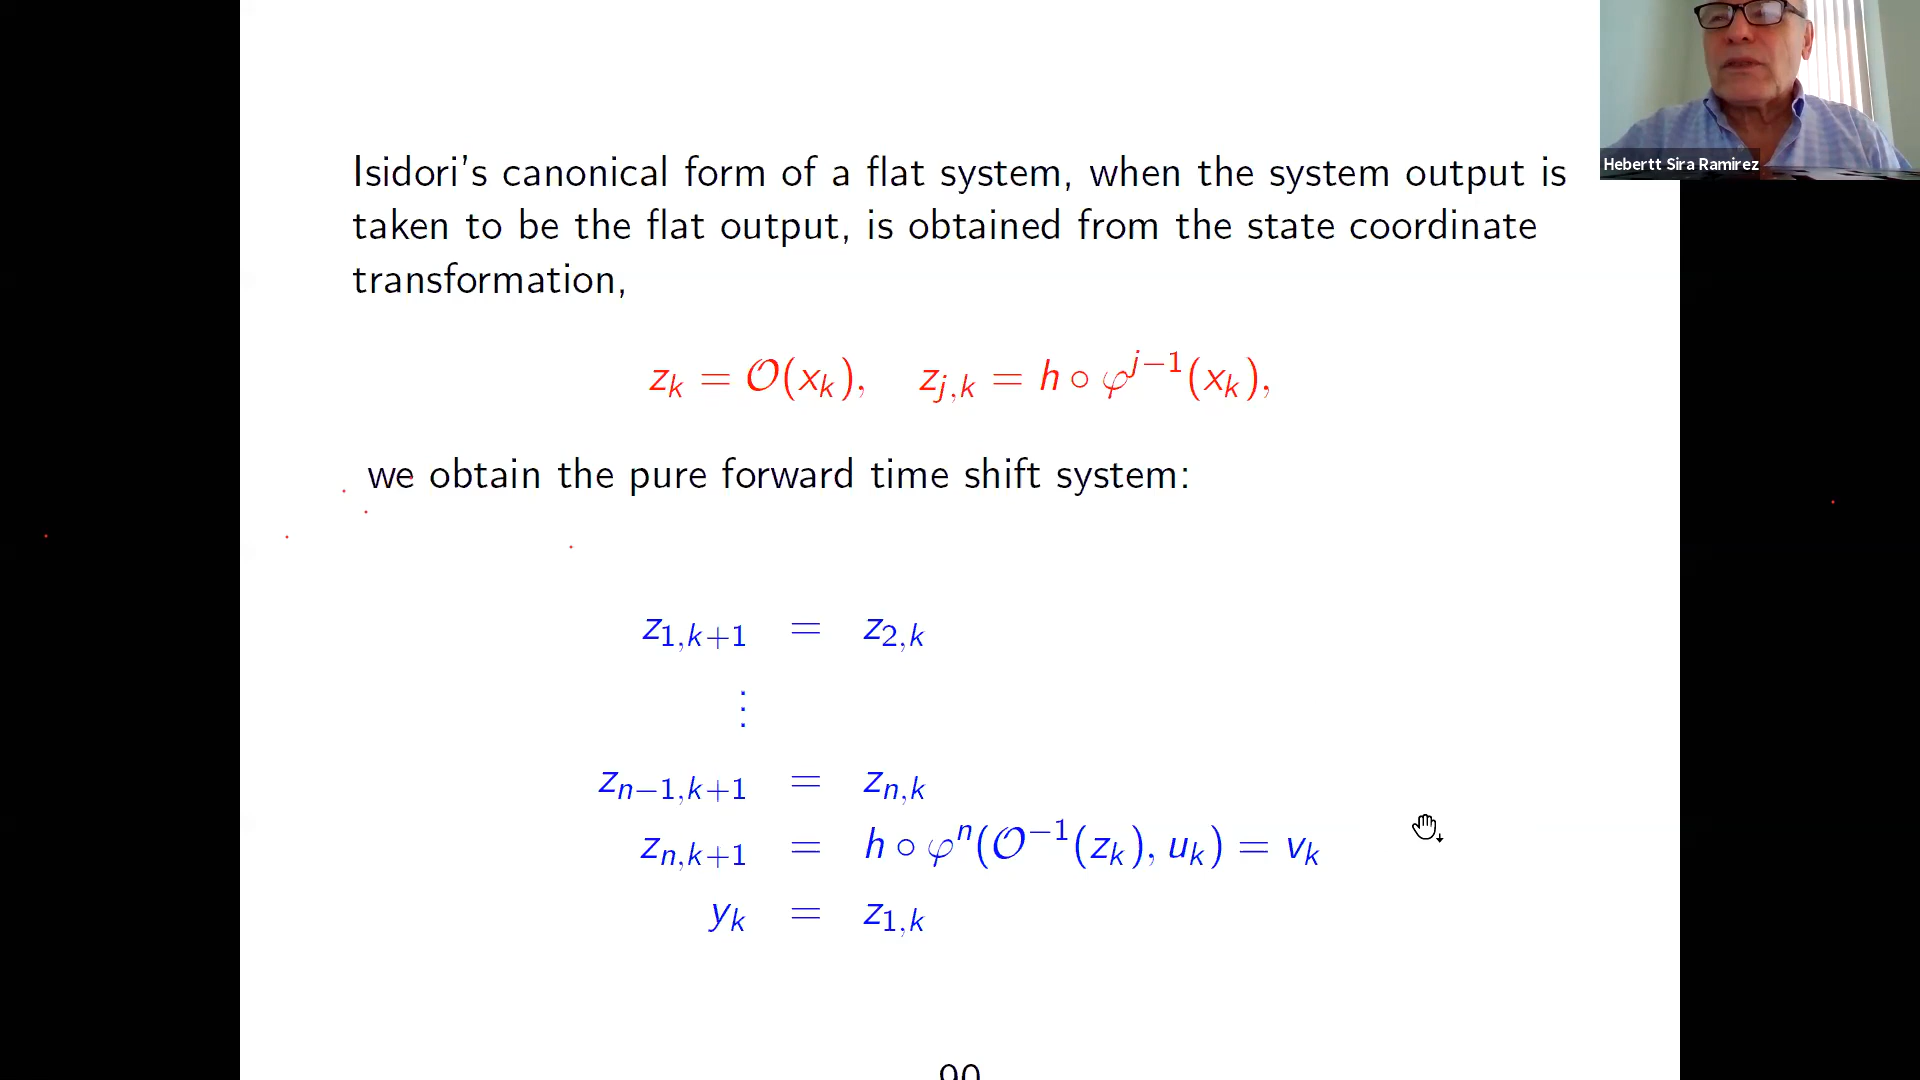 Hebertt Sira Ramirez
Isidori's canonical form of a flat system, when the system output is
taken to be the flat output, is obtained from the state coordinate
transformation,
z_k = 𝒪(x_k), z_{j,k} = h ∘ φ^{j−1}(x_k),
we obtain the pure forward time shift system:
z_{1,k+1} = z_{2,k}
⋮
z_{n−1,k+1} = z_{n,k}
z_{n,k+1} = h ∘ φ^n(𝒪^{−1}(z_k), u_k) = v_k
y_k = z_{1,k}